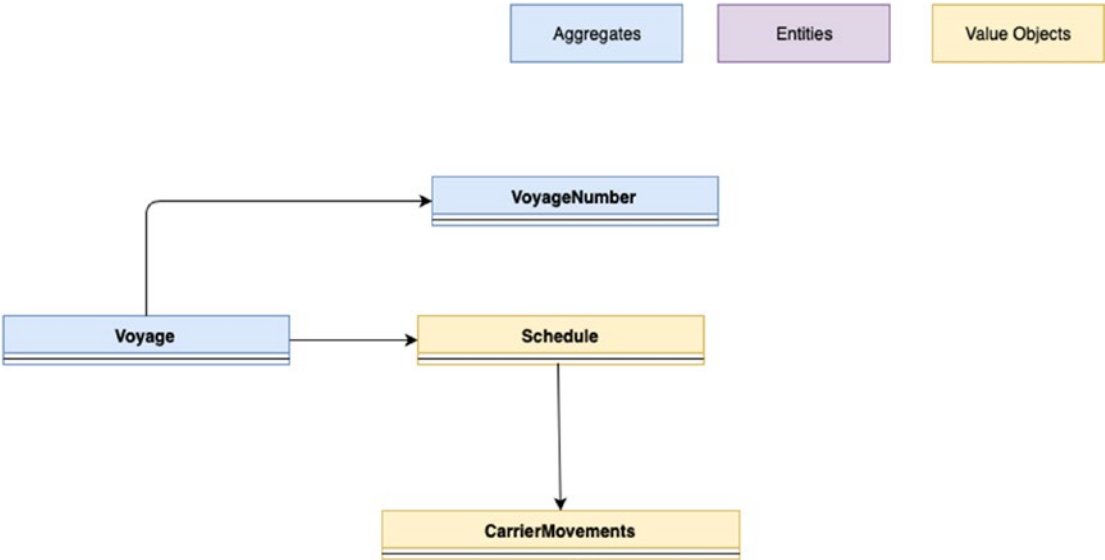 Aggregates
Entities
Value Objects
VoyageNumber
Voyage
Schedule
CarrierMovements